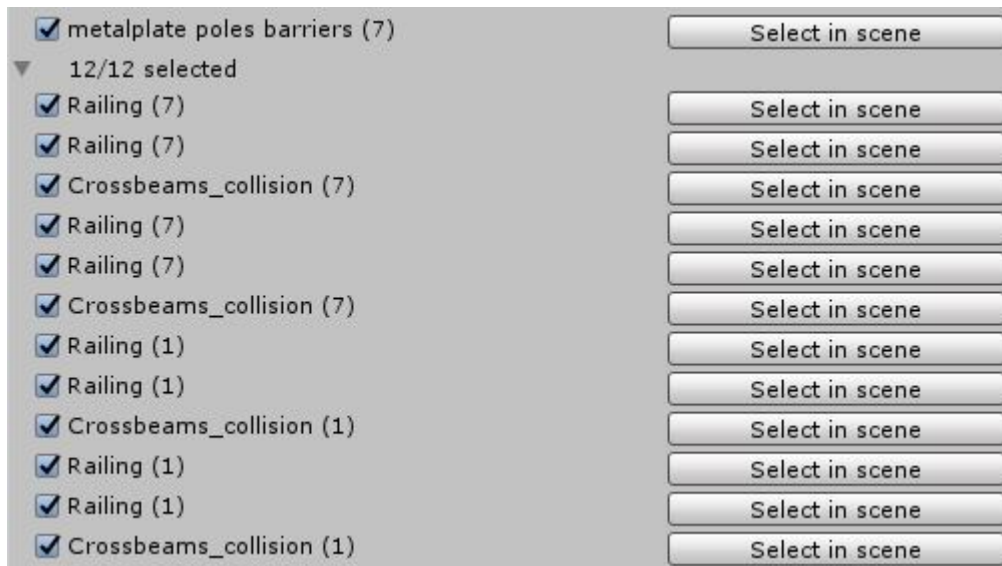 metalplate poles barriers (7) Select in scene
12/12 selected
Railing (7) Select in scene
Railing (7) Select in scene
Crossbeams_collision (7) Select in scene
Railing (7) Select in scene
Railing (7) Select in scene
Crossbeams_collision (7) Select in scene
Railing (1) Select in scene
Railing (1) Select in scene
Crossbeams_collision (1) Select in scene
Railing (1) Select in scene
Railing (1) Select in scene
Crossbeams_collision (1) Select in scene